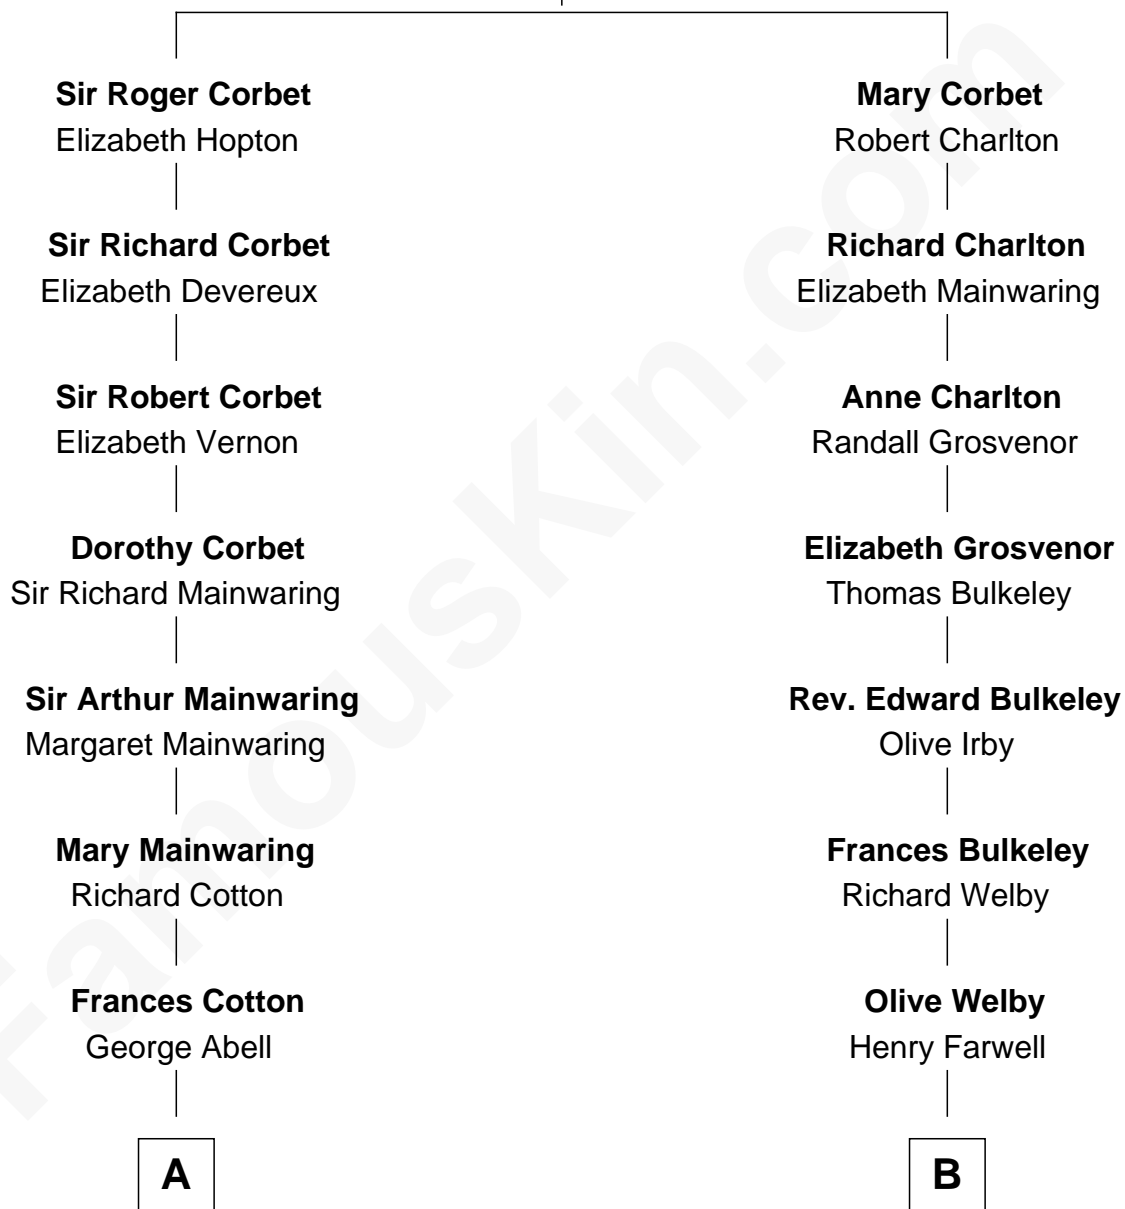 Sir Roger Corbet
Elizabeth Hopton
Sir Richard Corbet
Elizabeth Devereux
Sir Robert Corbet
Elizabeth Vernon
Dorothy Corbet
Sir Richard Mainwaring
Sir Arthur Mainwaring
Margaret Mainwaring
Mary Mainwaring
Richard Cotton
Frances Cotton
George Abell
A
Mary Corbet
Robert Charlton
Richard Charlton
Elizabeth Mainwaring
Anne Charlton
Randall Grosvenor
Elizabeth Grosvenor
Thomas Bulkeley
Rev. Edward Bulkeley
Olive Irby
Frances Bulkeley
Richard Welby
Olive Welby
Henry Farwell
B
FamousKin.com